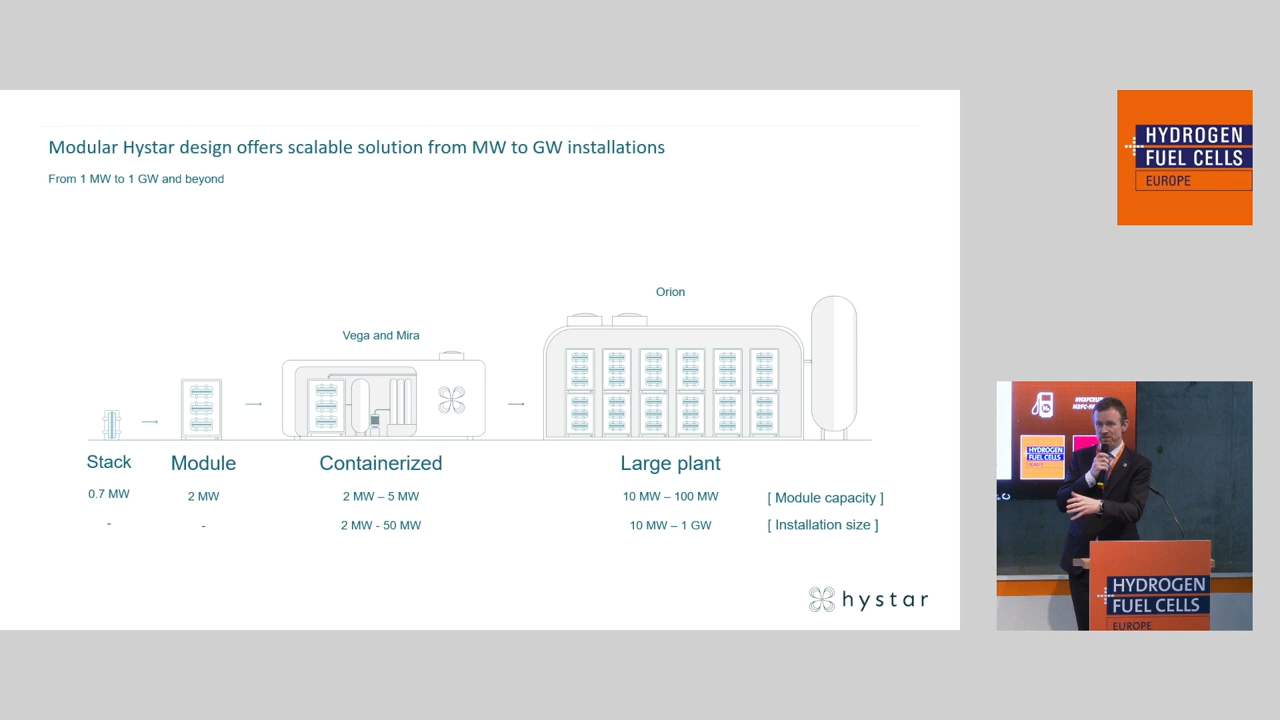 Modular Hystar design offers scalable solution from MW to GW installations
From 1 MW to 1 GW and beyond
Vega and Mira
Orion
Stack
Module
Containerized
Large plant
0.7 MW
2 MW
2 MW – 5 MW
10 MW – 100 MW
[ Module capacity ]
-
-
2 MW - 50 MW
10 MW – 1 GW
[ Installation size ]
hystar
HYDROGEN
FUEL CELLS
EUROPE
HYDROGEN
FUEL CELLS
HYDROGEN
FUEL CELLS
EUROPE